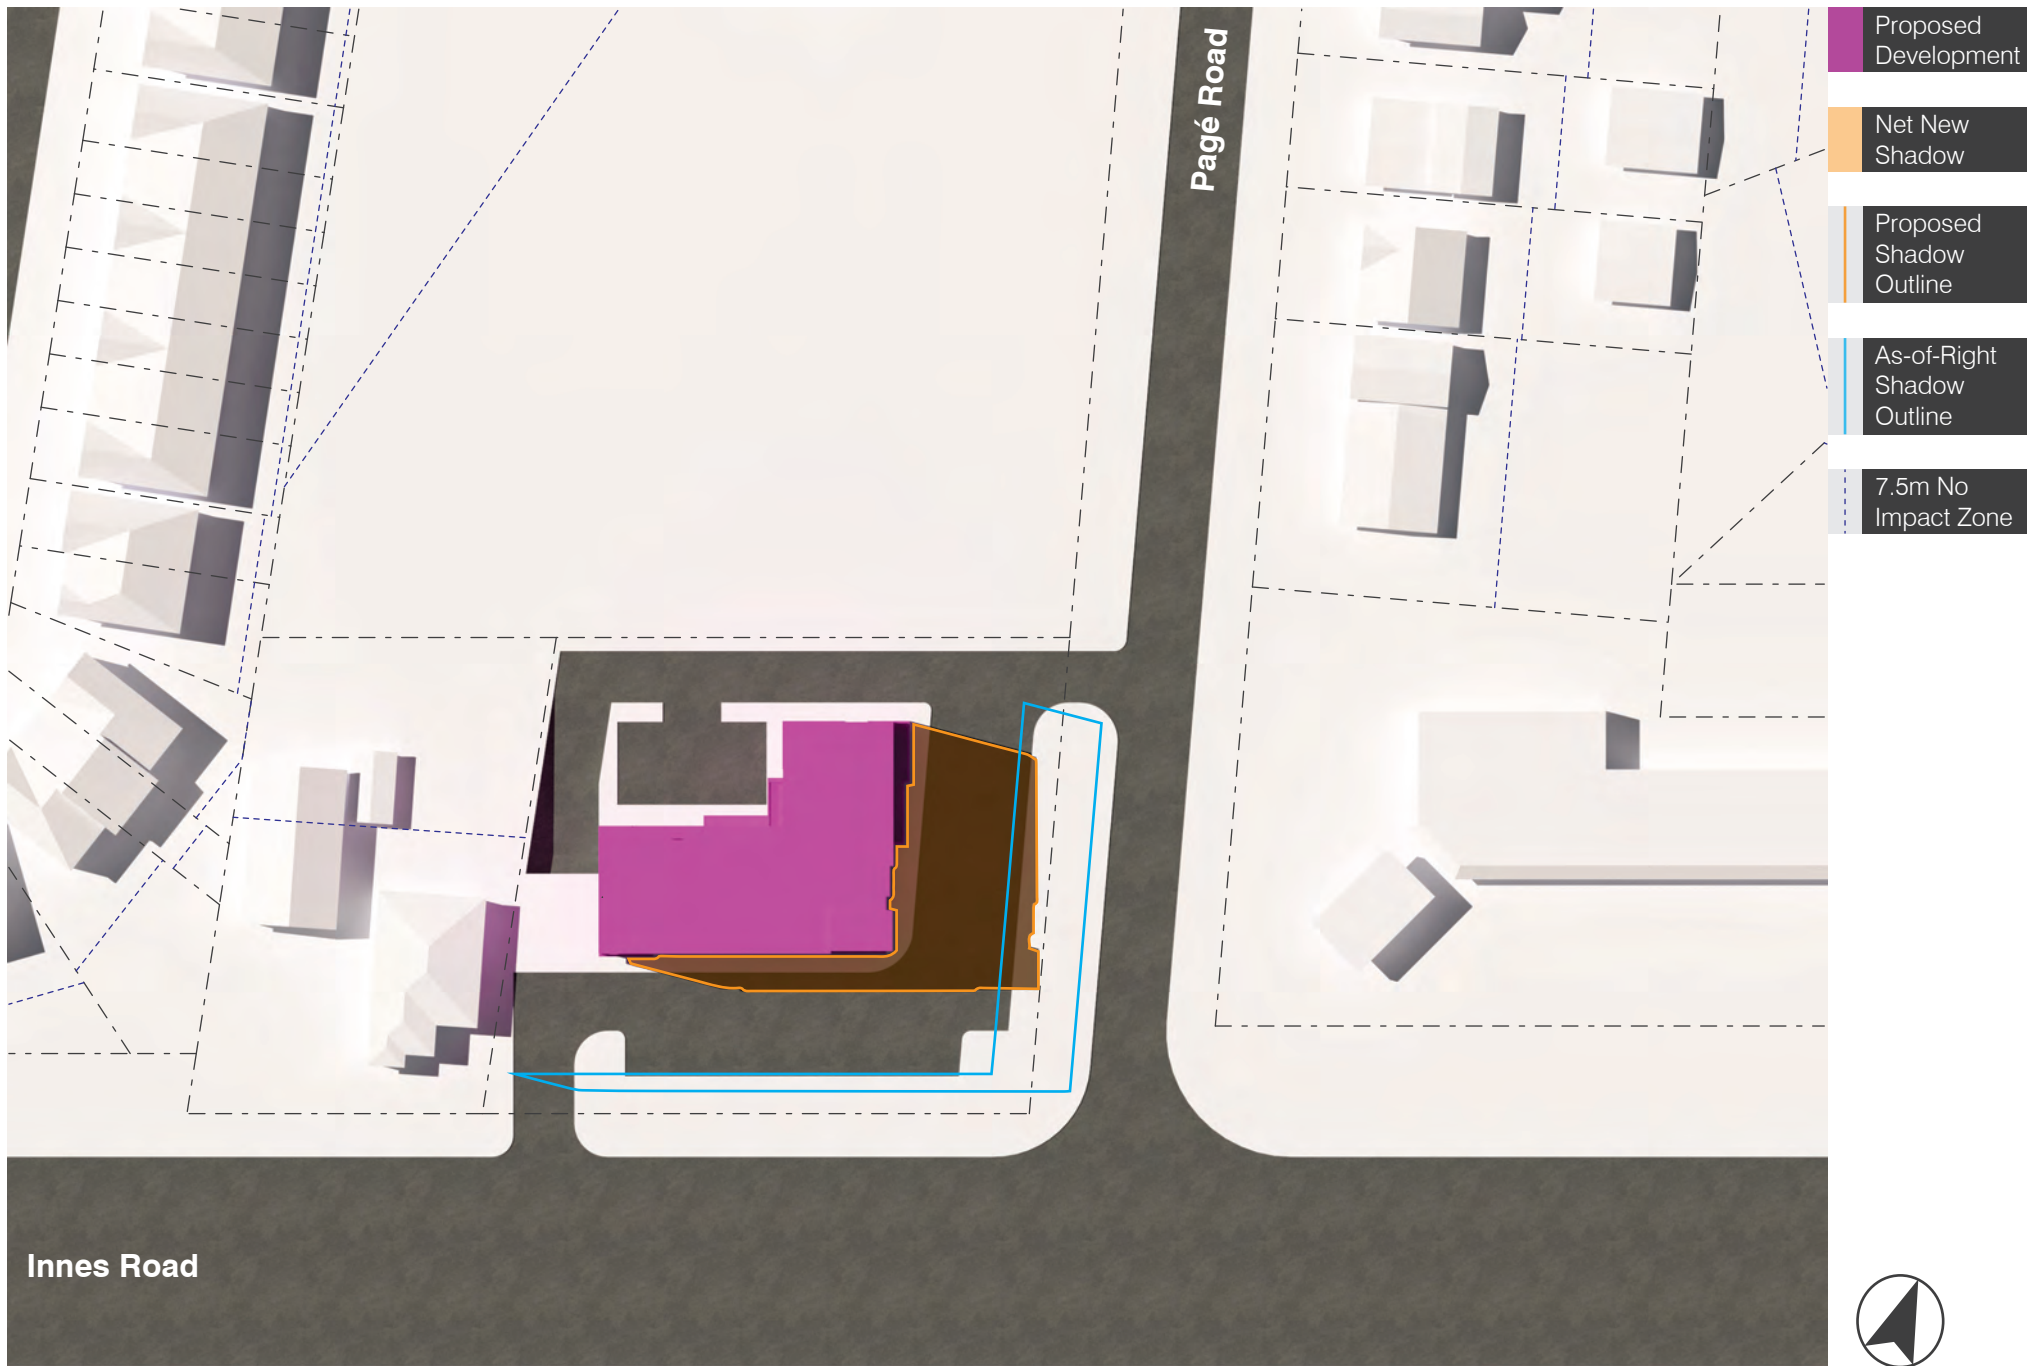 Pagé Road
Innes Road
Proposed
Development
Net New
Shadow
Proposed
Shadow
Outline
As-of-Right
Shadow
Outline
7.5m No
Impact Zone